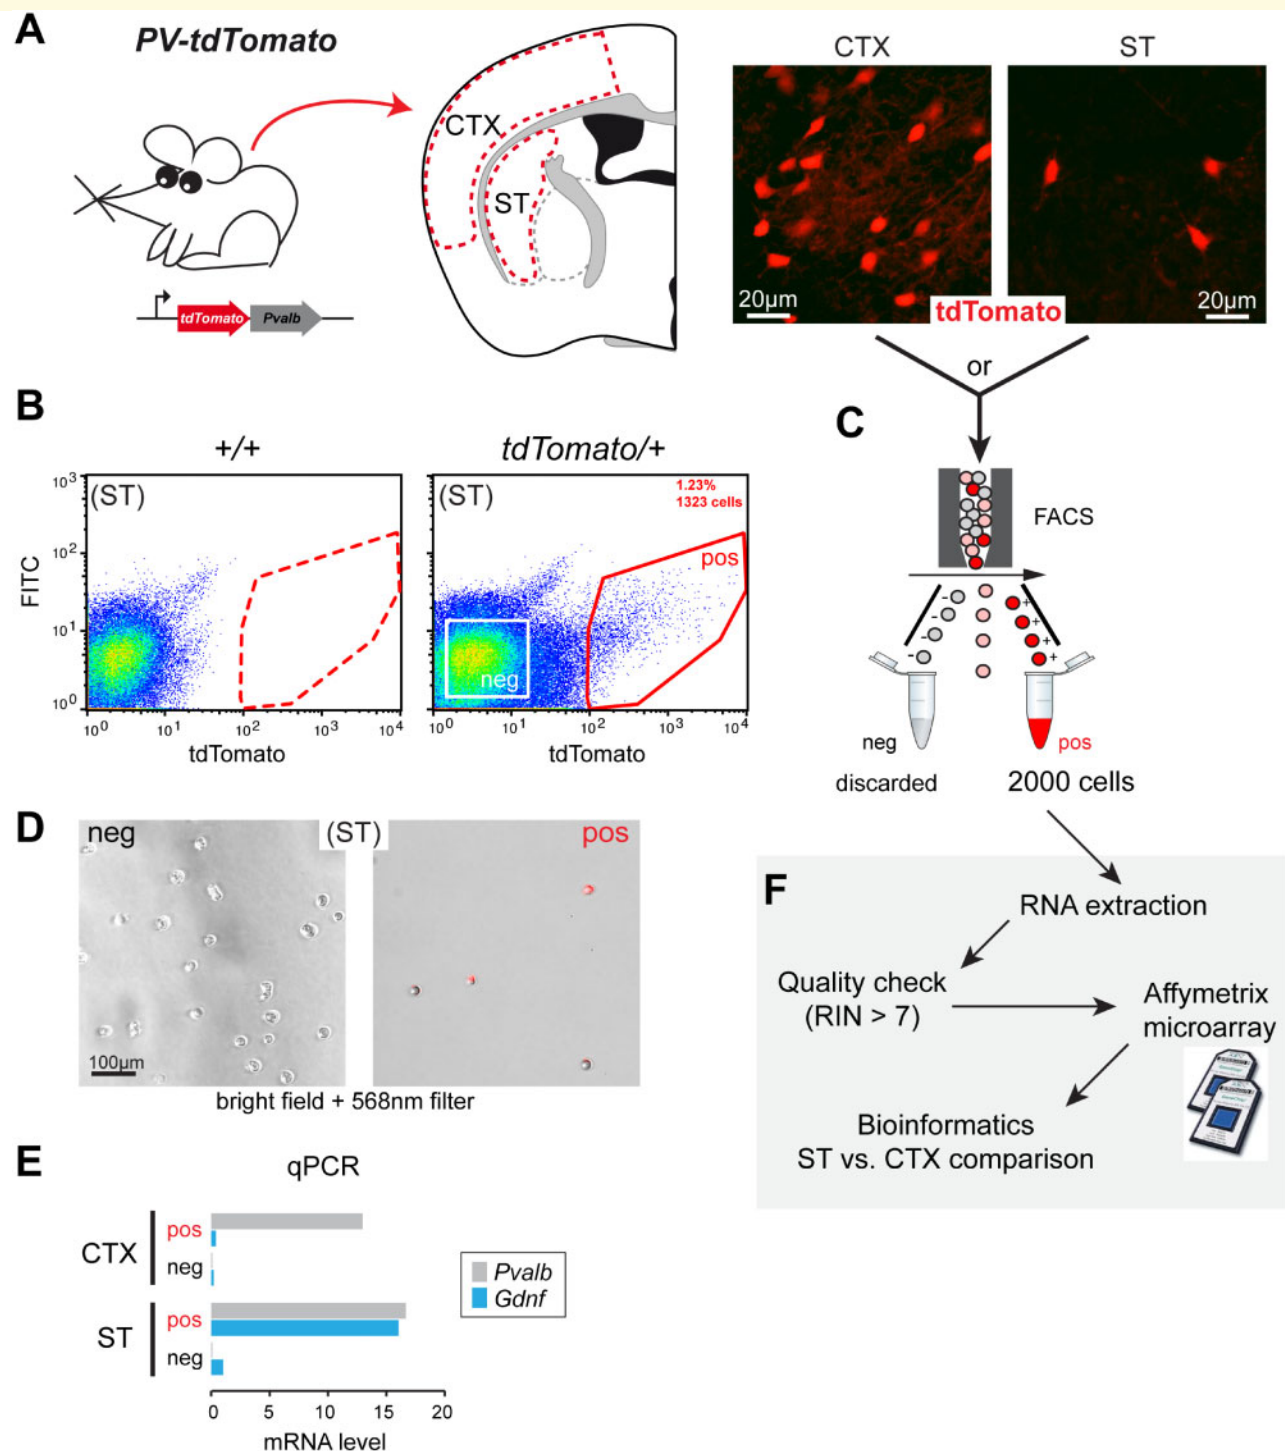 A
PV-tdTomato
CTX
ST
tdTomato
Pvalb
CTX
ST
20µm
tdTomato
20µm
or
B
+/+
tdTomato/+
(ST)
(ST)
1.23%
1323 cells
pos
neg
FITC
10³
10²
10¹
10⁰
10⁰
10¹
10²
10³
10⁴
10⁰
10¹
10²
10³
10⁴
tdTomato
tdTomato
C
FACS
- - - -
+ + + +
neg
pos
discarded
2000 cells
D
neg
(ST)
pos
100µm
bright field + 568nm filter
E
qPCR
CTX
pos
neg
ST
pos
neg
Pvalb
Gdnf
0 5 10 15 20
mRNA level
F
RNA extraction
Quality check
(RIN > 7)
Affymetrix
microarray
Bioinformatics
ST vs. CTX comparison